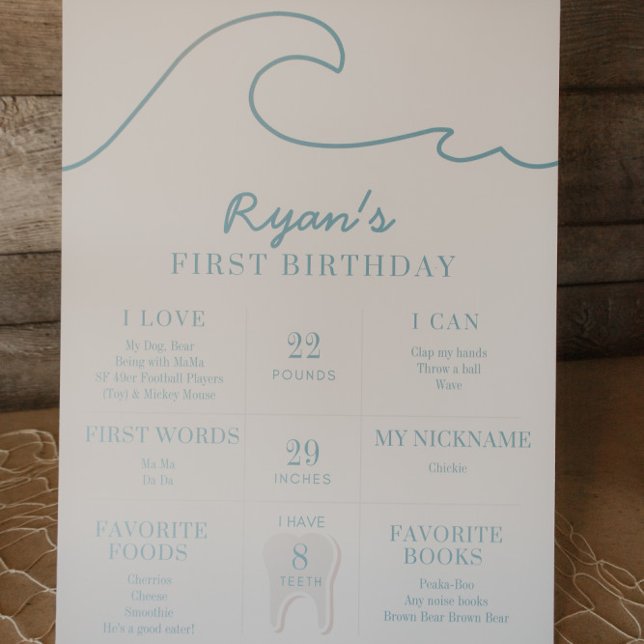 Ryan's
FIRST BIRTHDAY
I LOVE
My Dog, Bear
Being with MaMa
SF 49er Football Players
(Toy) & Mickey Mouse
22
POUNDS
I CAN
Clap my hands
Throw a ball
Wave
FIRST WORDS
Ma Ma
Da Da
29
INCHES
MY NICKNAME
Chickie
FAVORITE
FOODS
Cherrios
Cheese
Smoothie
He's a good eater!
I HAVE
8
TEETH
FAVORITE
BOOKS
Peaka-Boo
Any noise books
Brown Bear Brown Bear